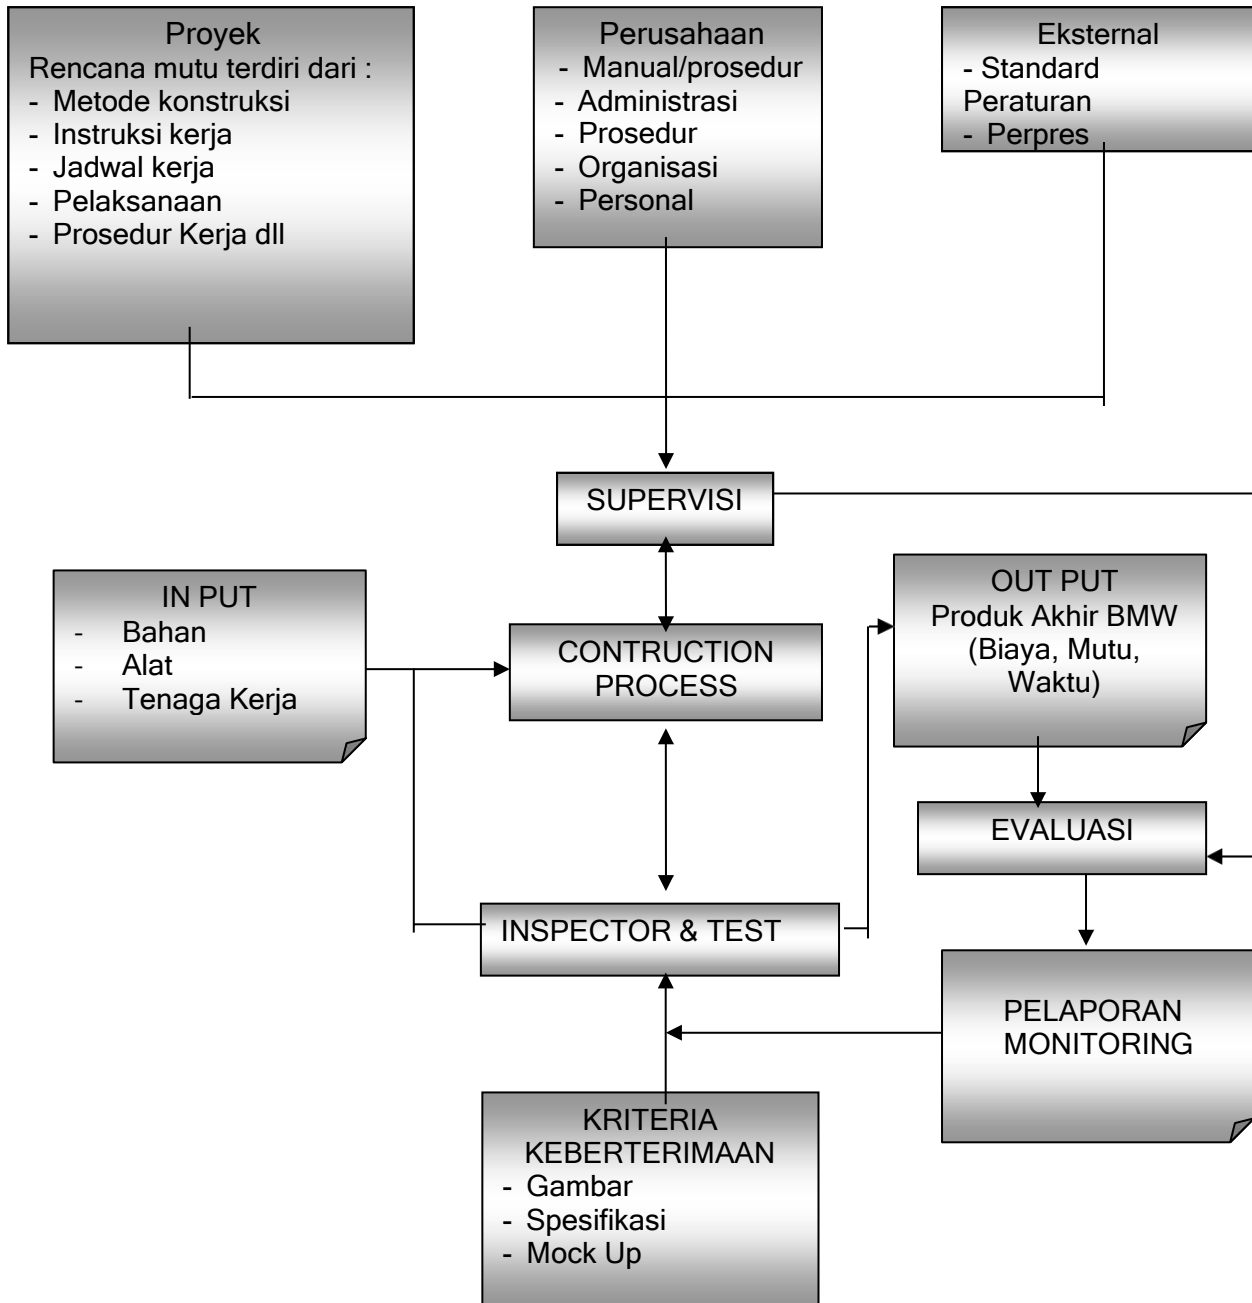 Proyek
Rencana mutu terdiri dari :
- Metode konstruksi
- Instruksi kerja
- Jadwal kerja
- Pelaksanaan
- Prosedur Kerja dll
Perusahaan
- Manual/prosedur
- Administrasi
- Prosedur
- Organisasi
- Personal
Eksternal
- Standard
Peraturan
- Perpres
SUPERVISI
IN PUT
- Bahan
- Alat
- Tenaga Kerja
CONTRUCTION
PROCESS
OUT PUT
Produk Akhir BMW
(Biaya, Mutu,
Waktu)
EVALUASI
INSPECTOR & TEST
PELAPORAN
MONITORING
KRITERIA
KEBERTERIMAAN
- Gambar
- Spesifikasi
- Mock Up